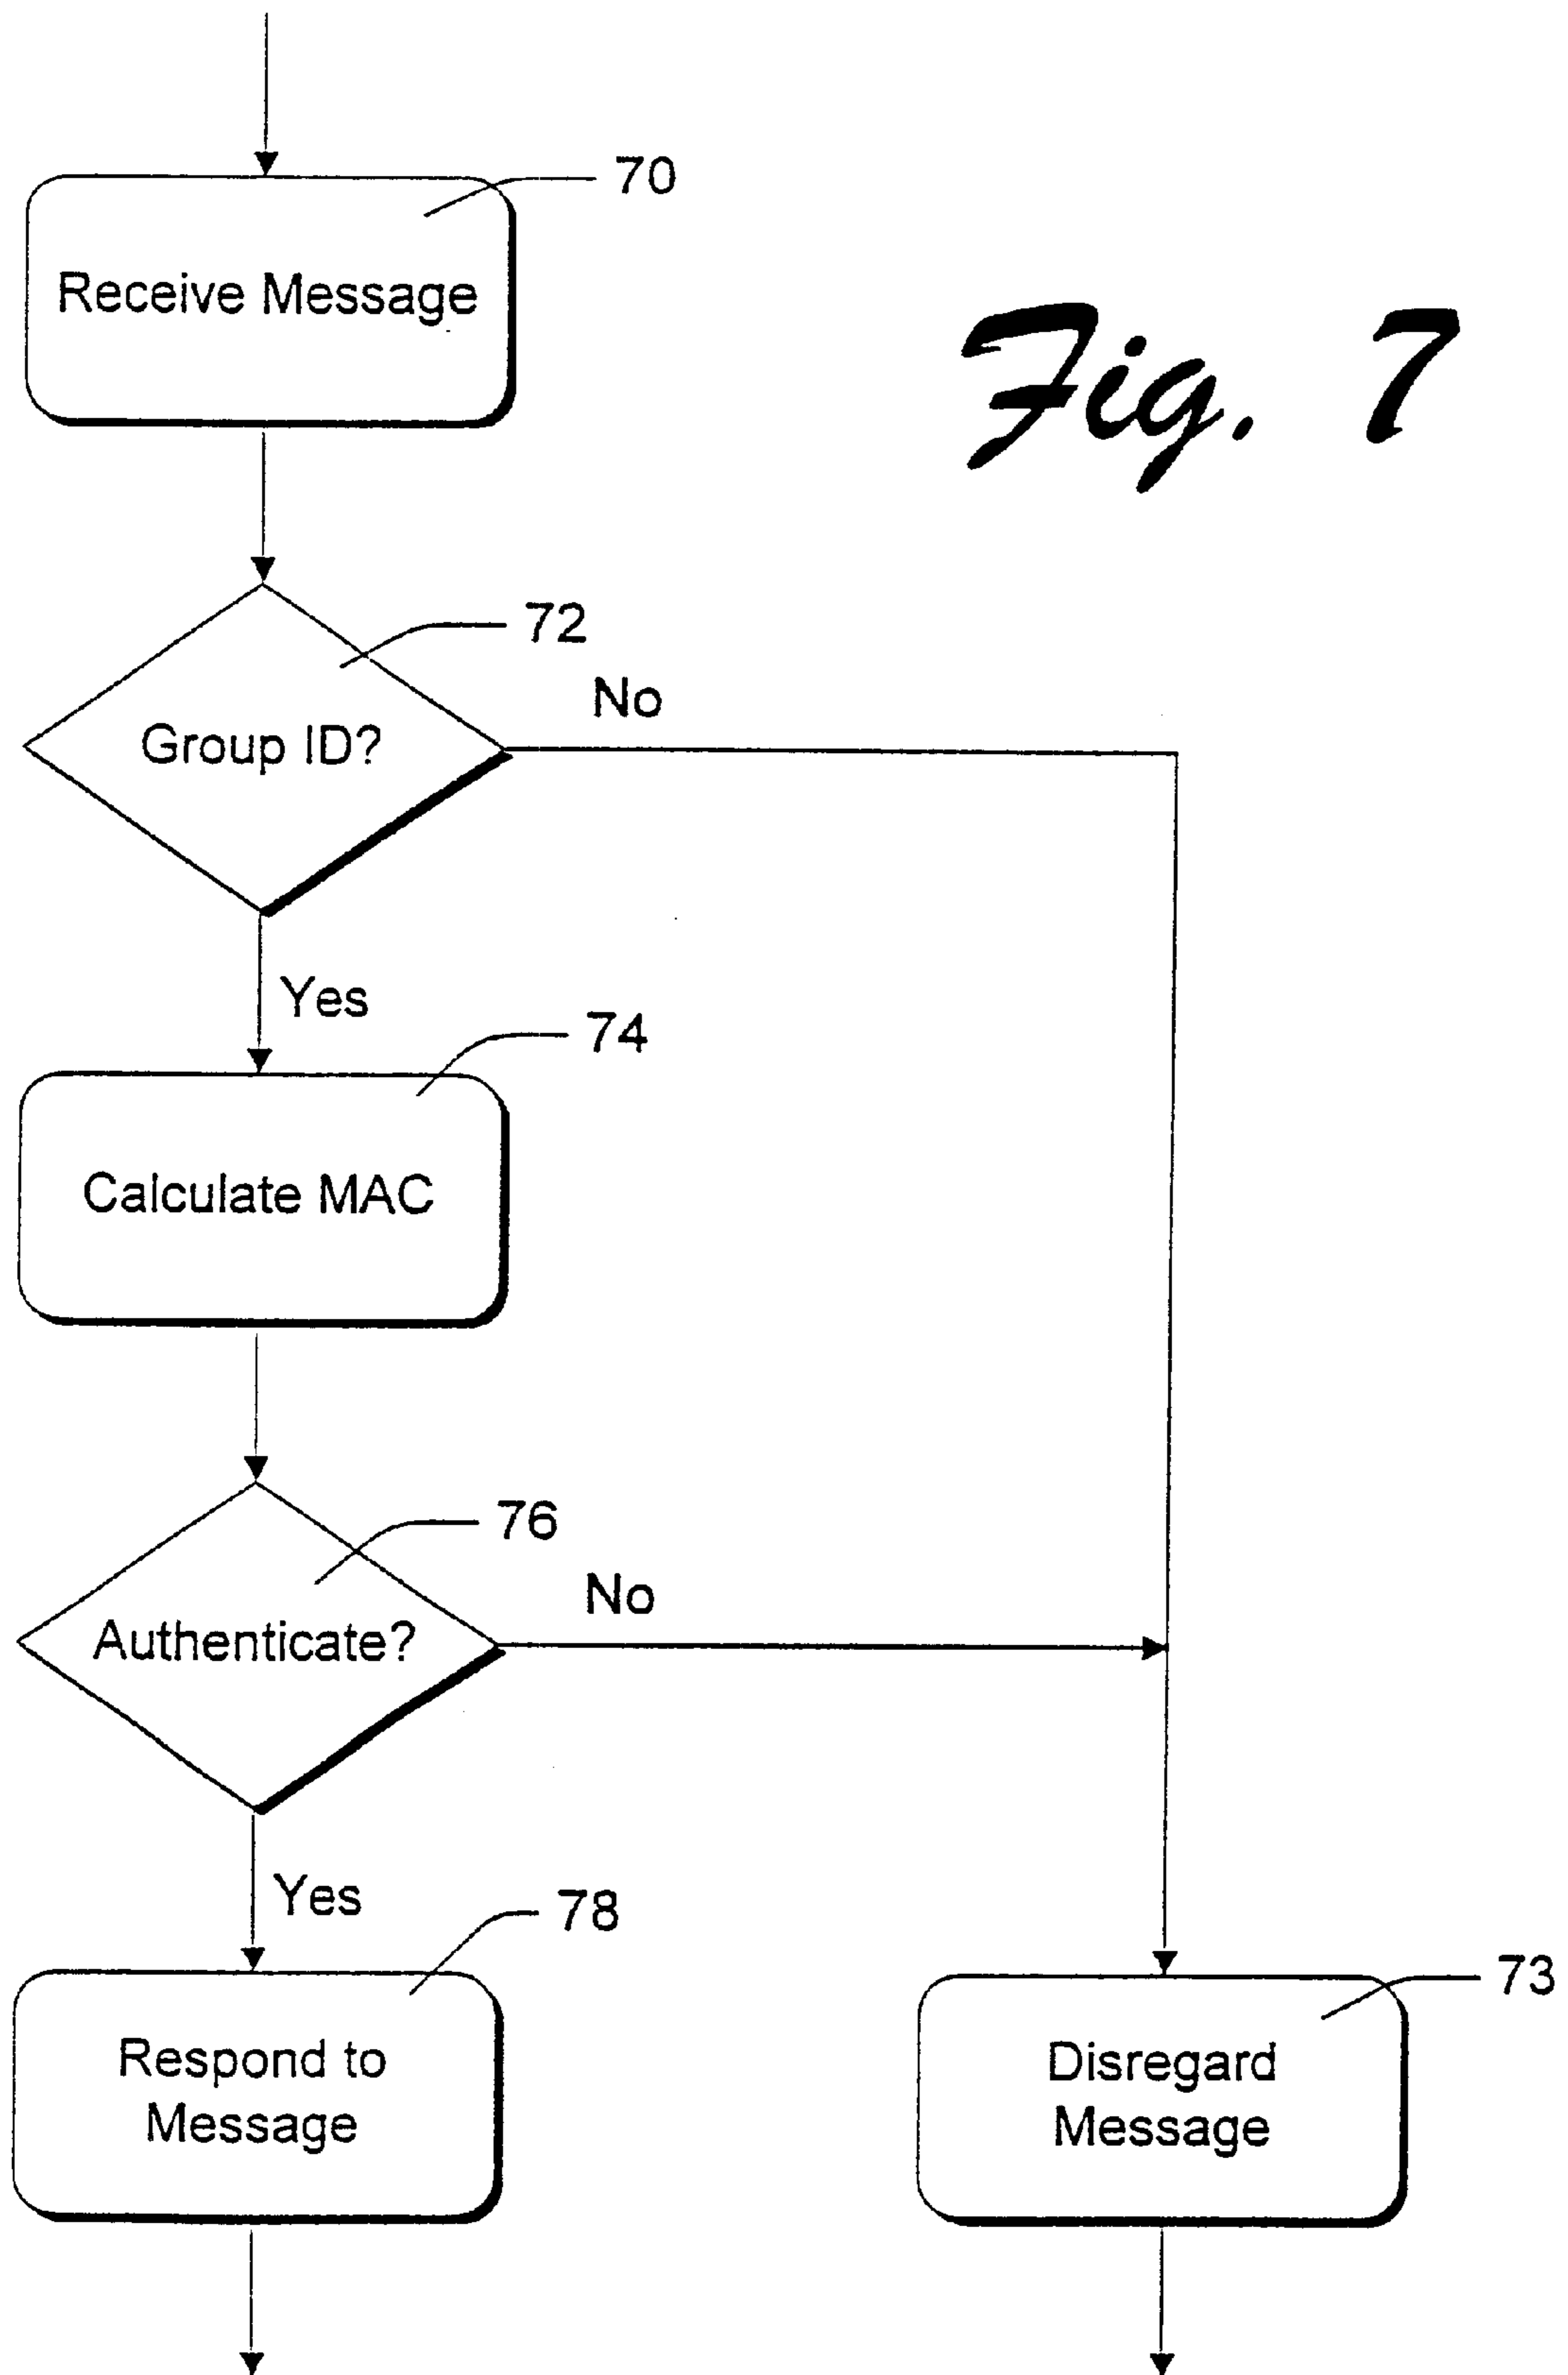 70
Receive Message
Fig. 7
72
No
Group ID?
Yes
74
Calculate MAC
76
No
Authenticate?
Yes
78
73
Respond to
Message
Disregard
Message